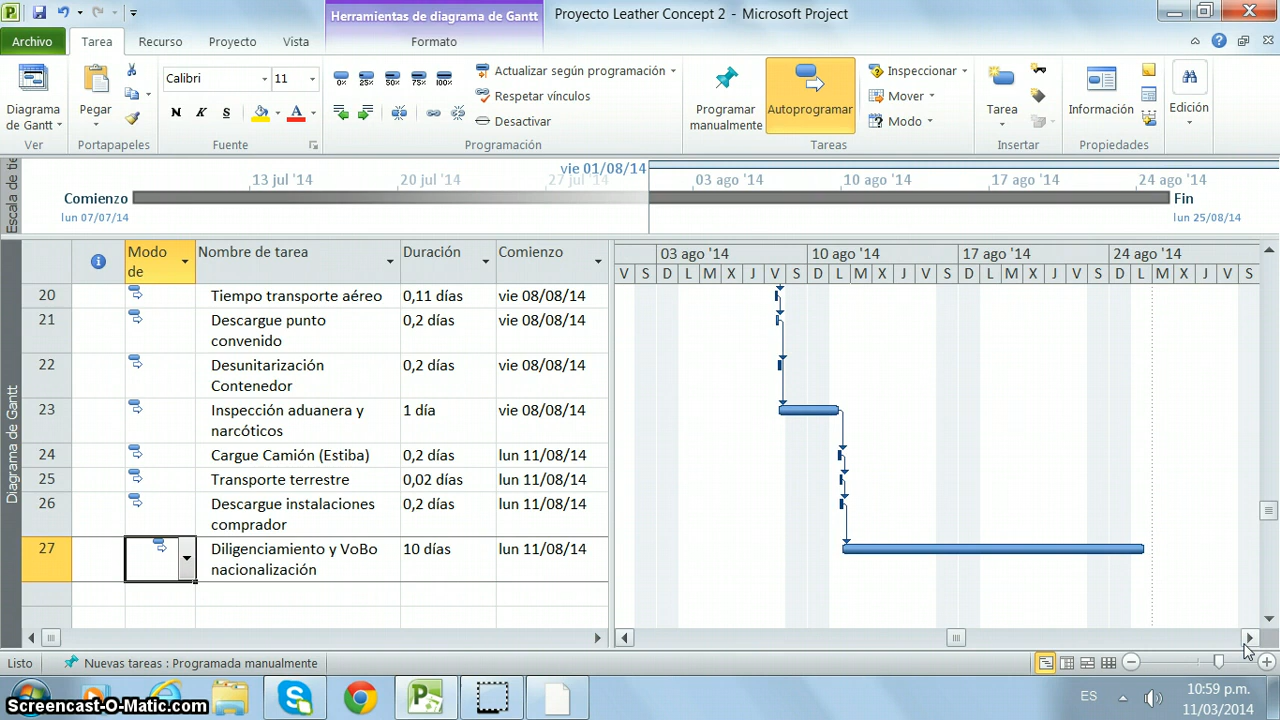 Herramientas de diagrama de Gantt
Proyecto Leather Concept 2 - Microsoft Project
Archivo Tarea Recurso Proyecto Vista Formato
Diagrama de Gantt
Ver
Pegar
Portapapeles
Calibri 11
N K S A
Fuente
0% 25% 50% 75% 100%
Actualizar según programación
Respetar vínculos
Desactivar
Programación
Programar manualmente
Autoprogramar
Inspeccionar
Mover
Modo
Tareas
Tarea
Insertar
Información
Propiedades
Edición
Escala de tie
vie 01/08/14
13 jul '14 20 jul '14 27 jul '14 03 ago '14 10 ago '14 17 ago '14 24 ago '14
Comienzo
lun 07/07/14
Fin
lun 25/08/14
Diagrama de Gantt
Modo de Nombre de tarea Duración Comienzo
03 ago '14 10 ago '14 17 ago '14 24 ago '14
V S D L M X J V S D L M X J V S D L M X J V S D L M X J V S
20 Tiempo transporte aéreo 0,11 días vie 08/08/14
21 Descargue punto convenido 0,2 días vie 08/08/14
22 Desunitarización Contenedor 0,2 días vie 08/08/14
23 Inspección aduanera y narcóticos 1 día vie 08/08/14
24 Cargue Camión (Estiba) 0,2 días lun 11/08/14
25 Transporte terrestre 0,02 días lun 11/08/14
26 Descargue instalaciones comprador 0,2 días lun 11/08/14
27 Diligenciamiento y VoBo nacionalización 10 días lun 11/08/14
Listo Nuevas tareas : Programada manualmente
Screencast-O-Matic.com
ES
10:59 p.m.
11/03/2014